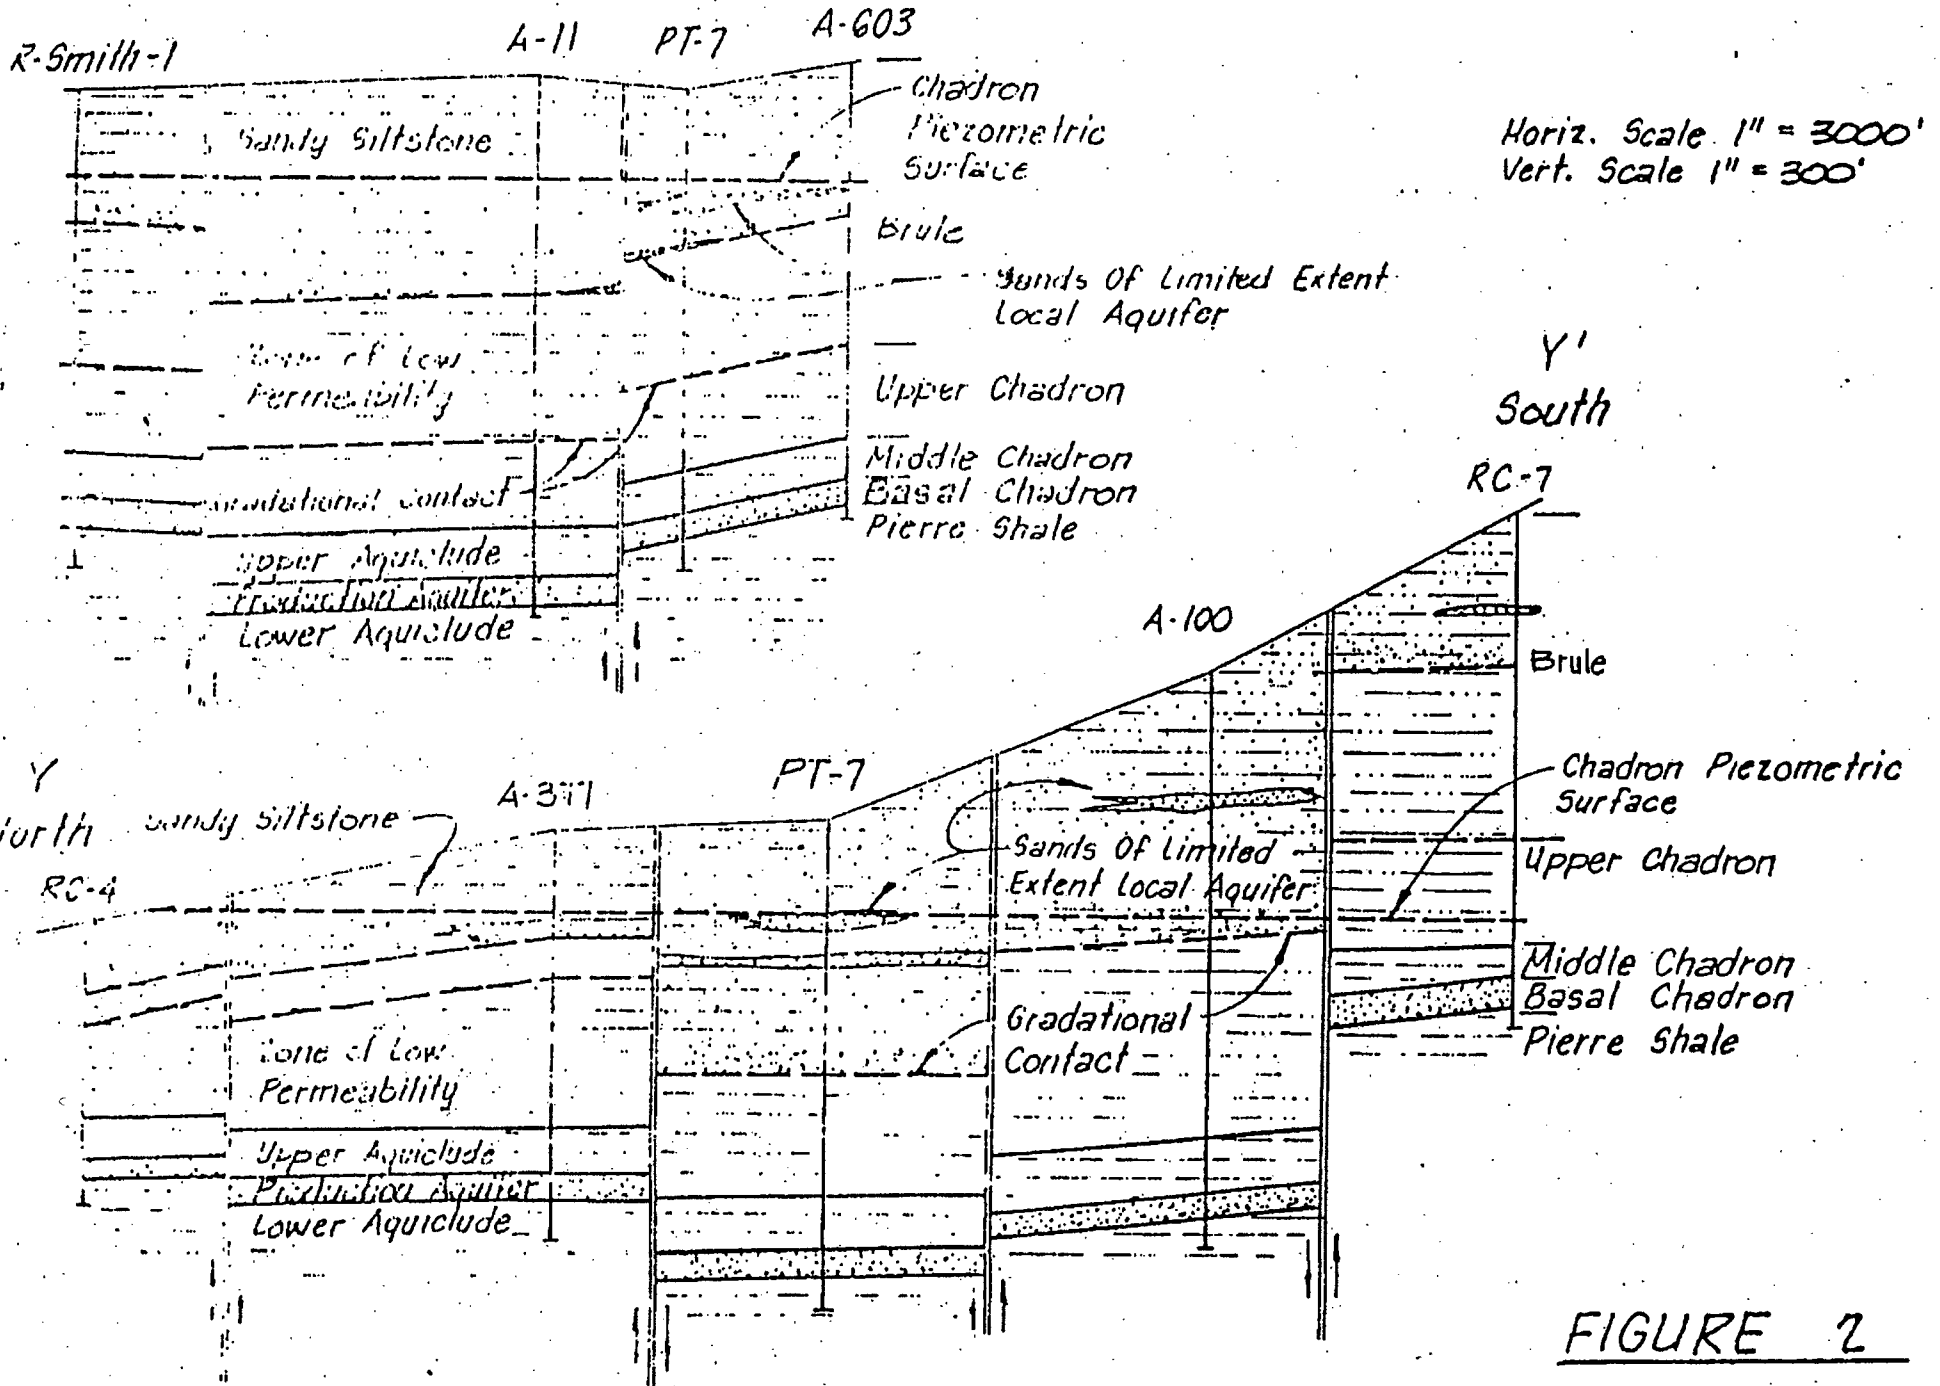 R-Smith-1
A-11
PT-7
A-603
Chadron
Piezometric
Surface
Horiz. Scale 1" = 3000'
Vert. Scale 1" = 300'
Sandy Siltstone
Brule
Sands Of Limited Extent
Local Aquifer
Zone of Low
Permeability
Upper Chadron
Gradational Contact
Middle Chadron
Basal Chadron
Pierre Shale
Upper Aquiclude
Production Aquifer
Lower Aquiclude
Y'
South
RC-7
A-100
Brule
Y
North
Sandy Siltstone
A-377
PT-7
RC-4
Chadron Piezometric
Surface
Sands Of Limited
Extent Local Aquifer
Upper Chadron
Gradational
Contact
Middle Chadron
Basal Chadron
Pierre Shale
Zone of Low
Permeability
Upper Aquiclude
Production Aquifer
Lower Aquiclude
FIGURE 2